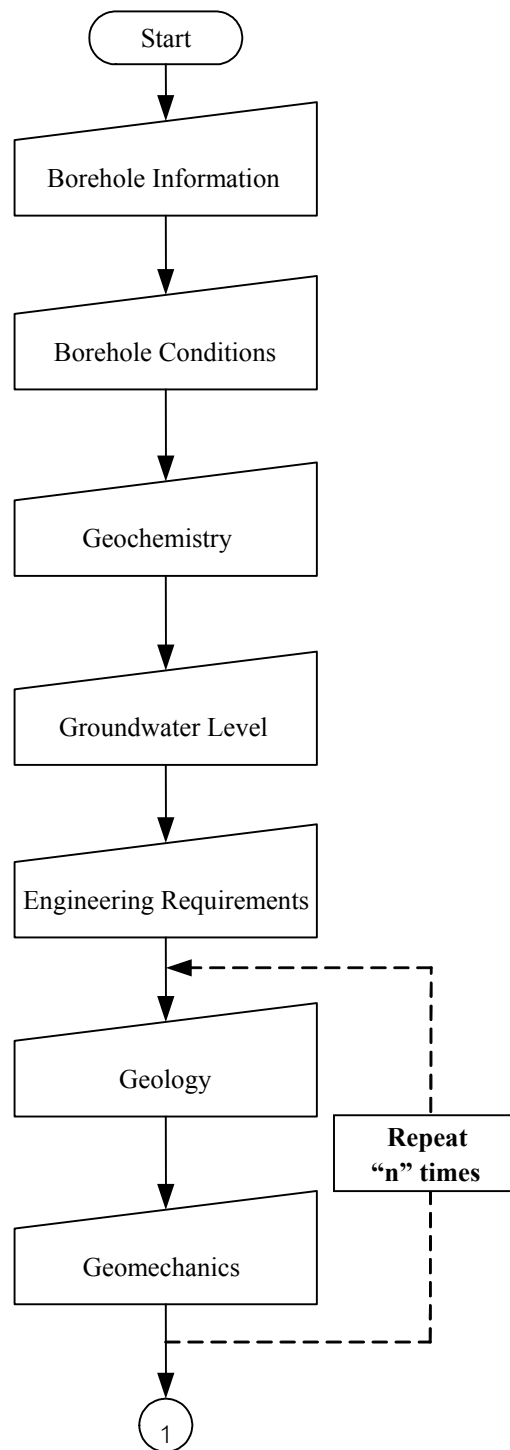 Start
Borehole Information
Borehole Conditions
Geochemistry
Groundwater Level
Engineering Requirements
Geology
Repeat
“n” times
Geomechanics
1